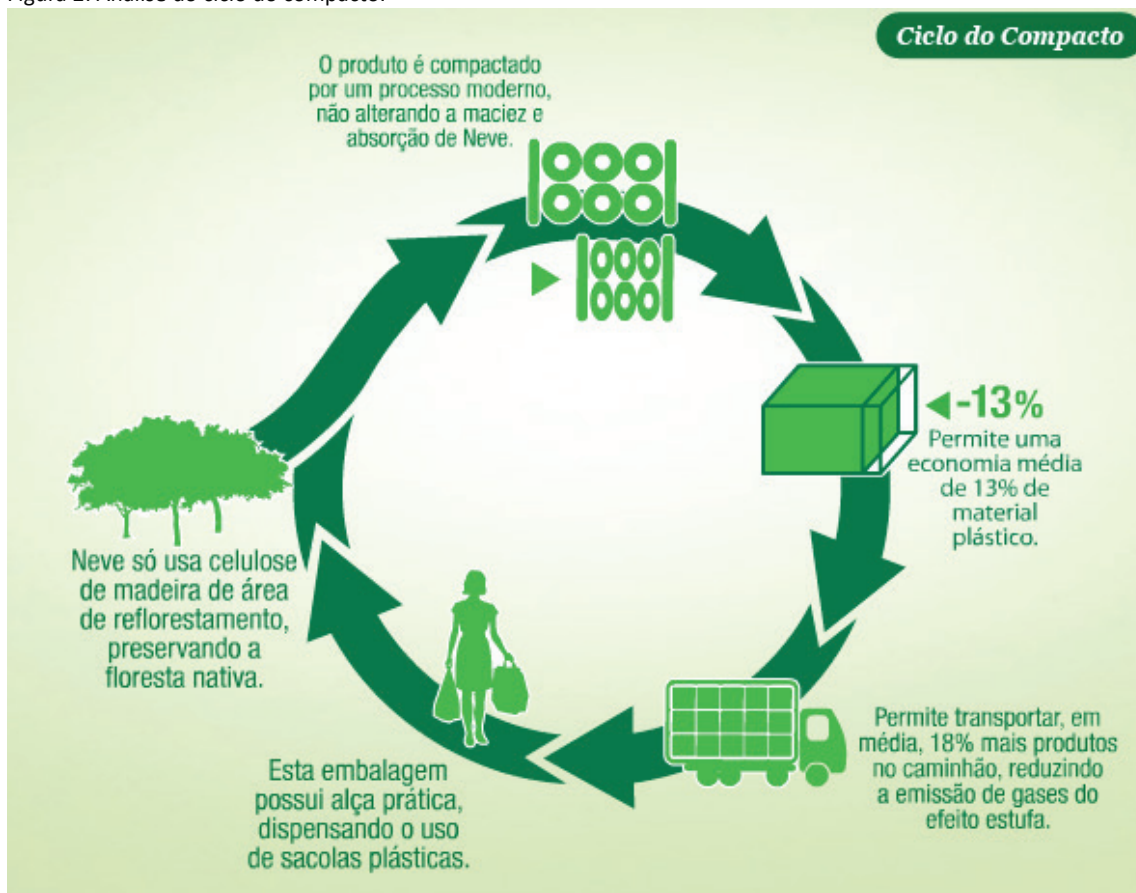 Figura 2: Análise do ciclo do compacto.
Ciclo do Compacto
O produto é compactado
por um processo moderno,
não alterando a maciez e
absorção de Neve.
-13%
Permite uma
economia média
de 13% de
material
plástico.
Permite transportar, em
média, 18% mais produtos
no caminhão, reduzindo
a emissão de gases do
efeito estufa.
Esta embalagem
possui alça prática,
dispensando o uso
de sacolas plásticas.
Neve só usa celulose
de madeira de área
de reflorestamento,
preservando a
floresta nativa.